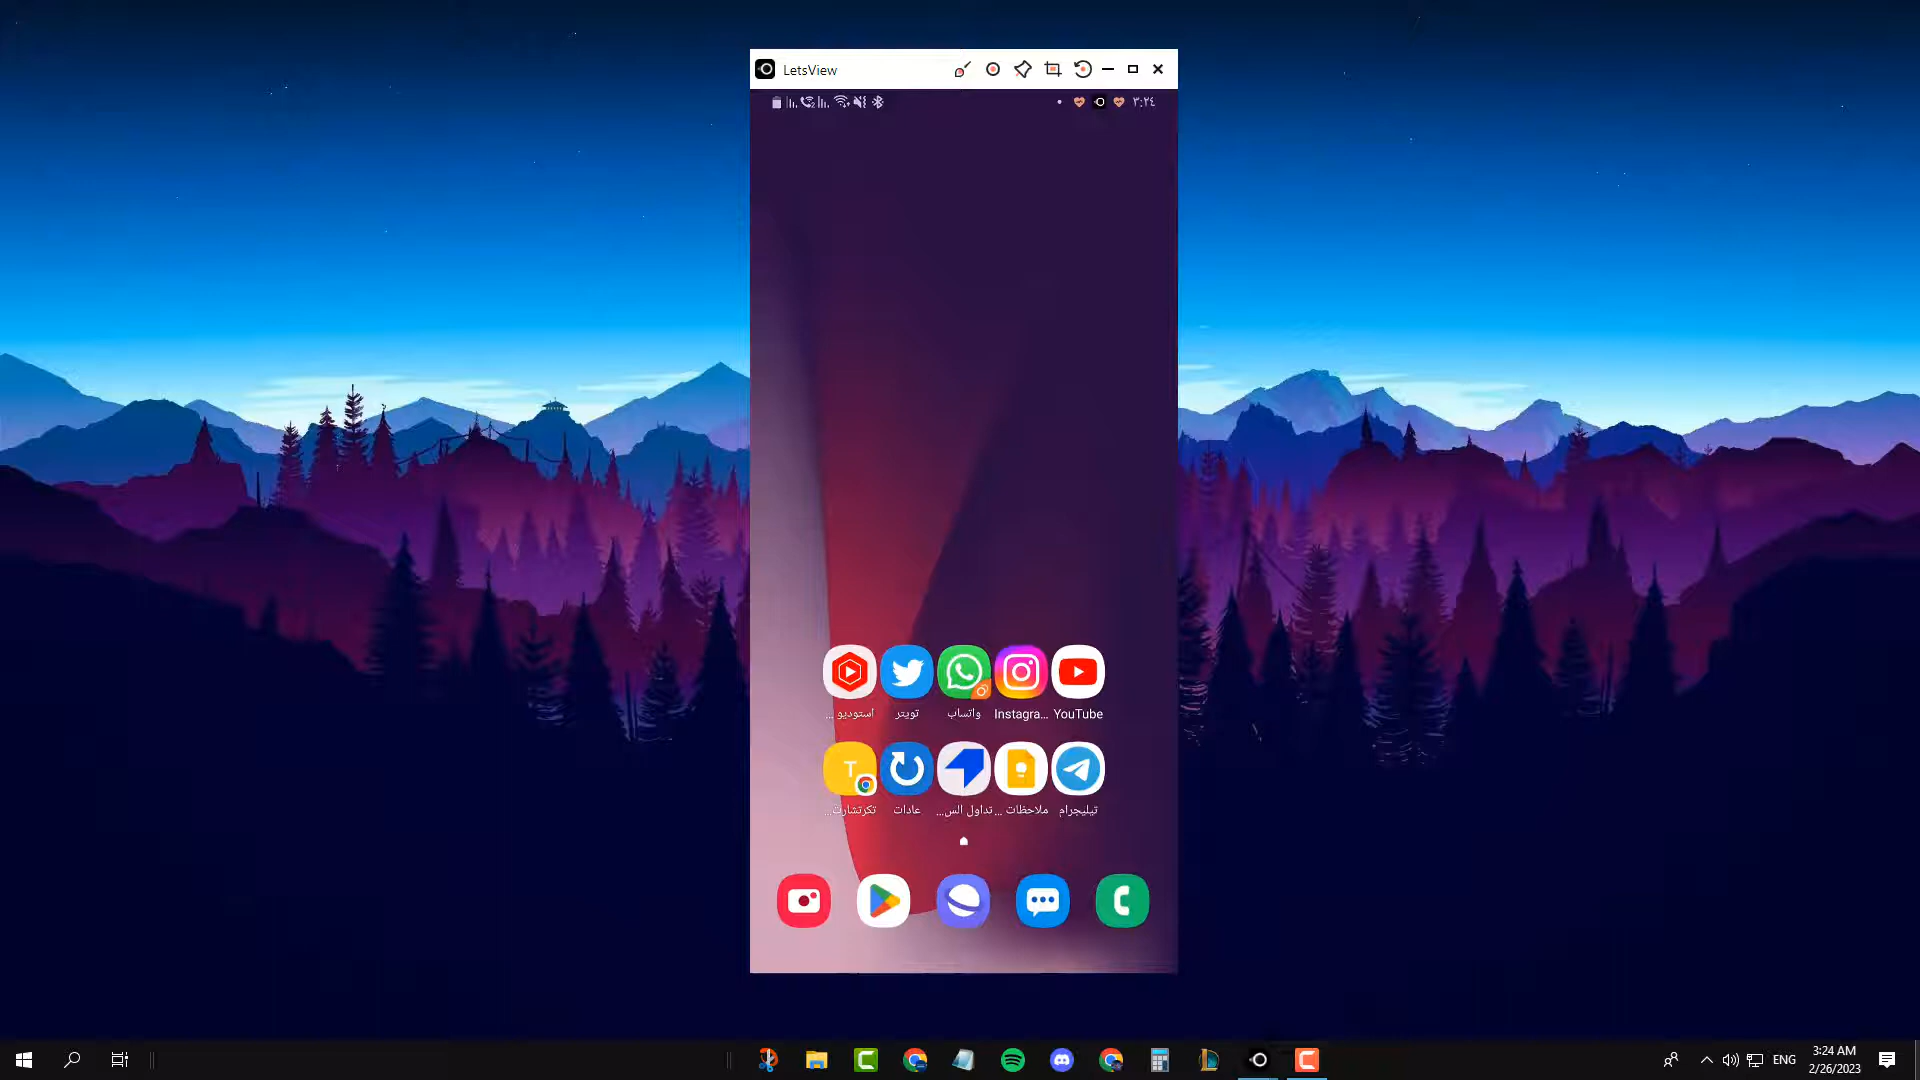 LetsView
٣:٢٤
استوديو ...
تويتر
واتساب
Instagra...
YouTube
T
تكرتشارت...
عادات
تداول الس...
ملاحظات ...
تيليجرام
ENG
3:24 AM
2/26/2023